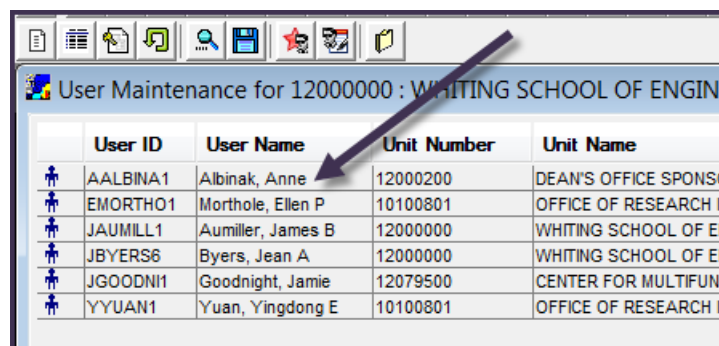 User Maintenance for 12000000 : WHITING SCHOOL OF ENGIN
User ID User Name Unit Number Unit Name
AALBINA1 Albinak, Anne 12000200 DEAN'S OFFICE SPONS
EMORTHO1 Morthole, Ellen P 10100801 OFFICE OF RESEARCH
JAUMILL1 Aumiller, James B 12000000 WHITING SCHOOL OF E
JBYERS6 Byers, Jean A 12000000 WHITING SCHOOL OF E
JGOODNI1 Goodnight, Jamie 12079500 CENTER FOR MULTIFUN
YYUAN1 Yuan, Yingdong E 10100801 OFFICE OF RESEARCH